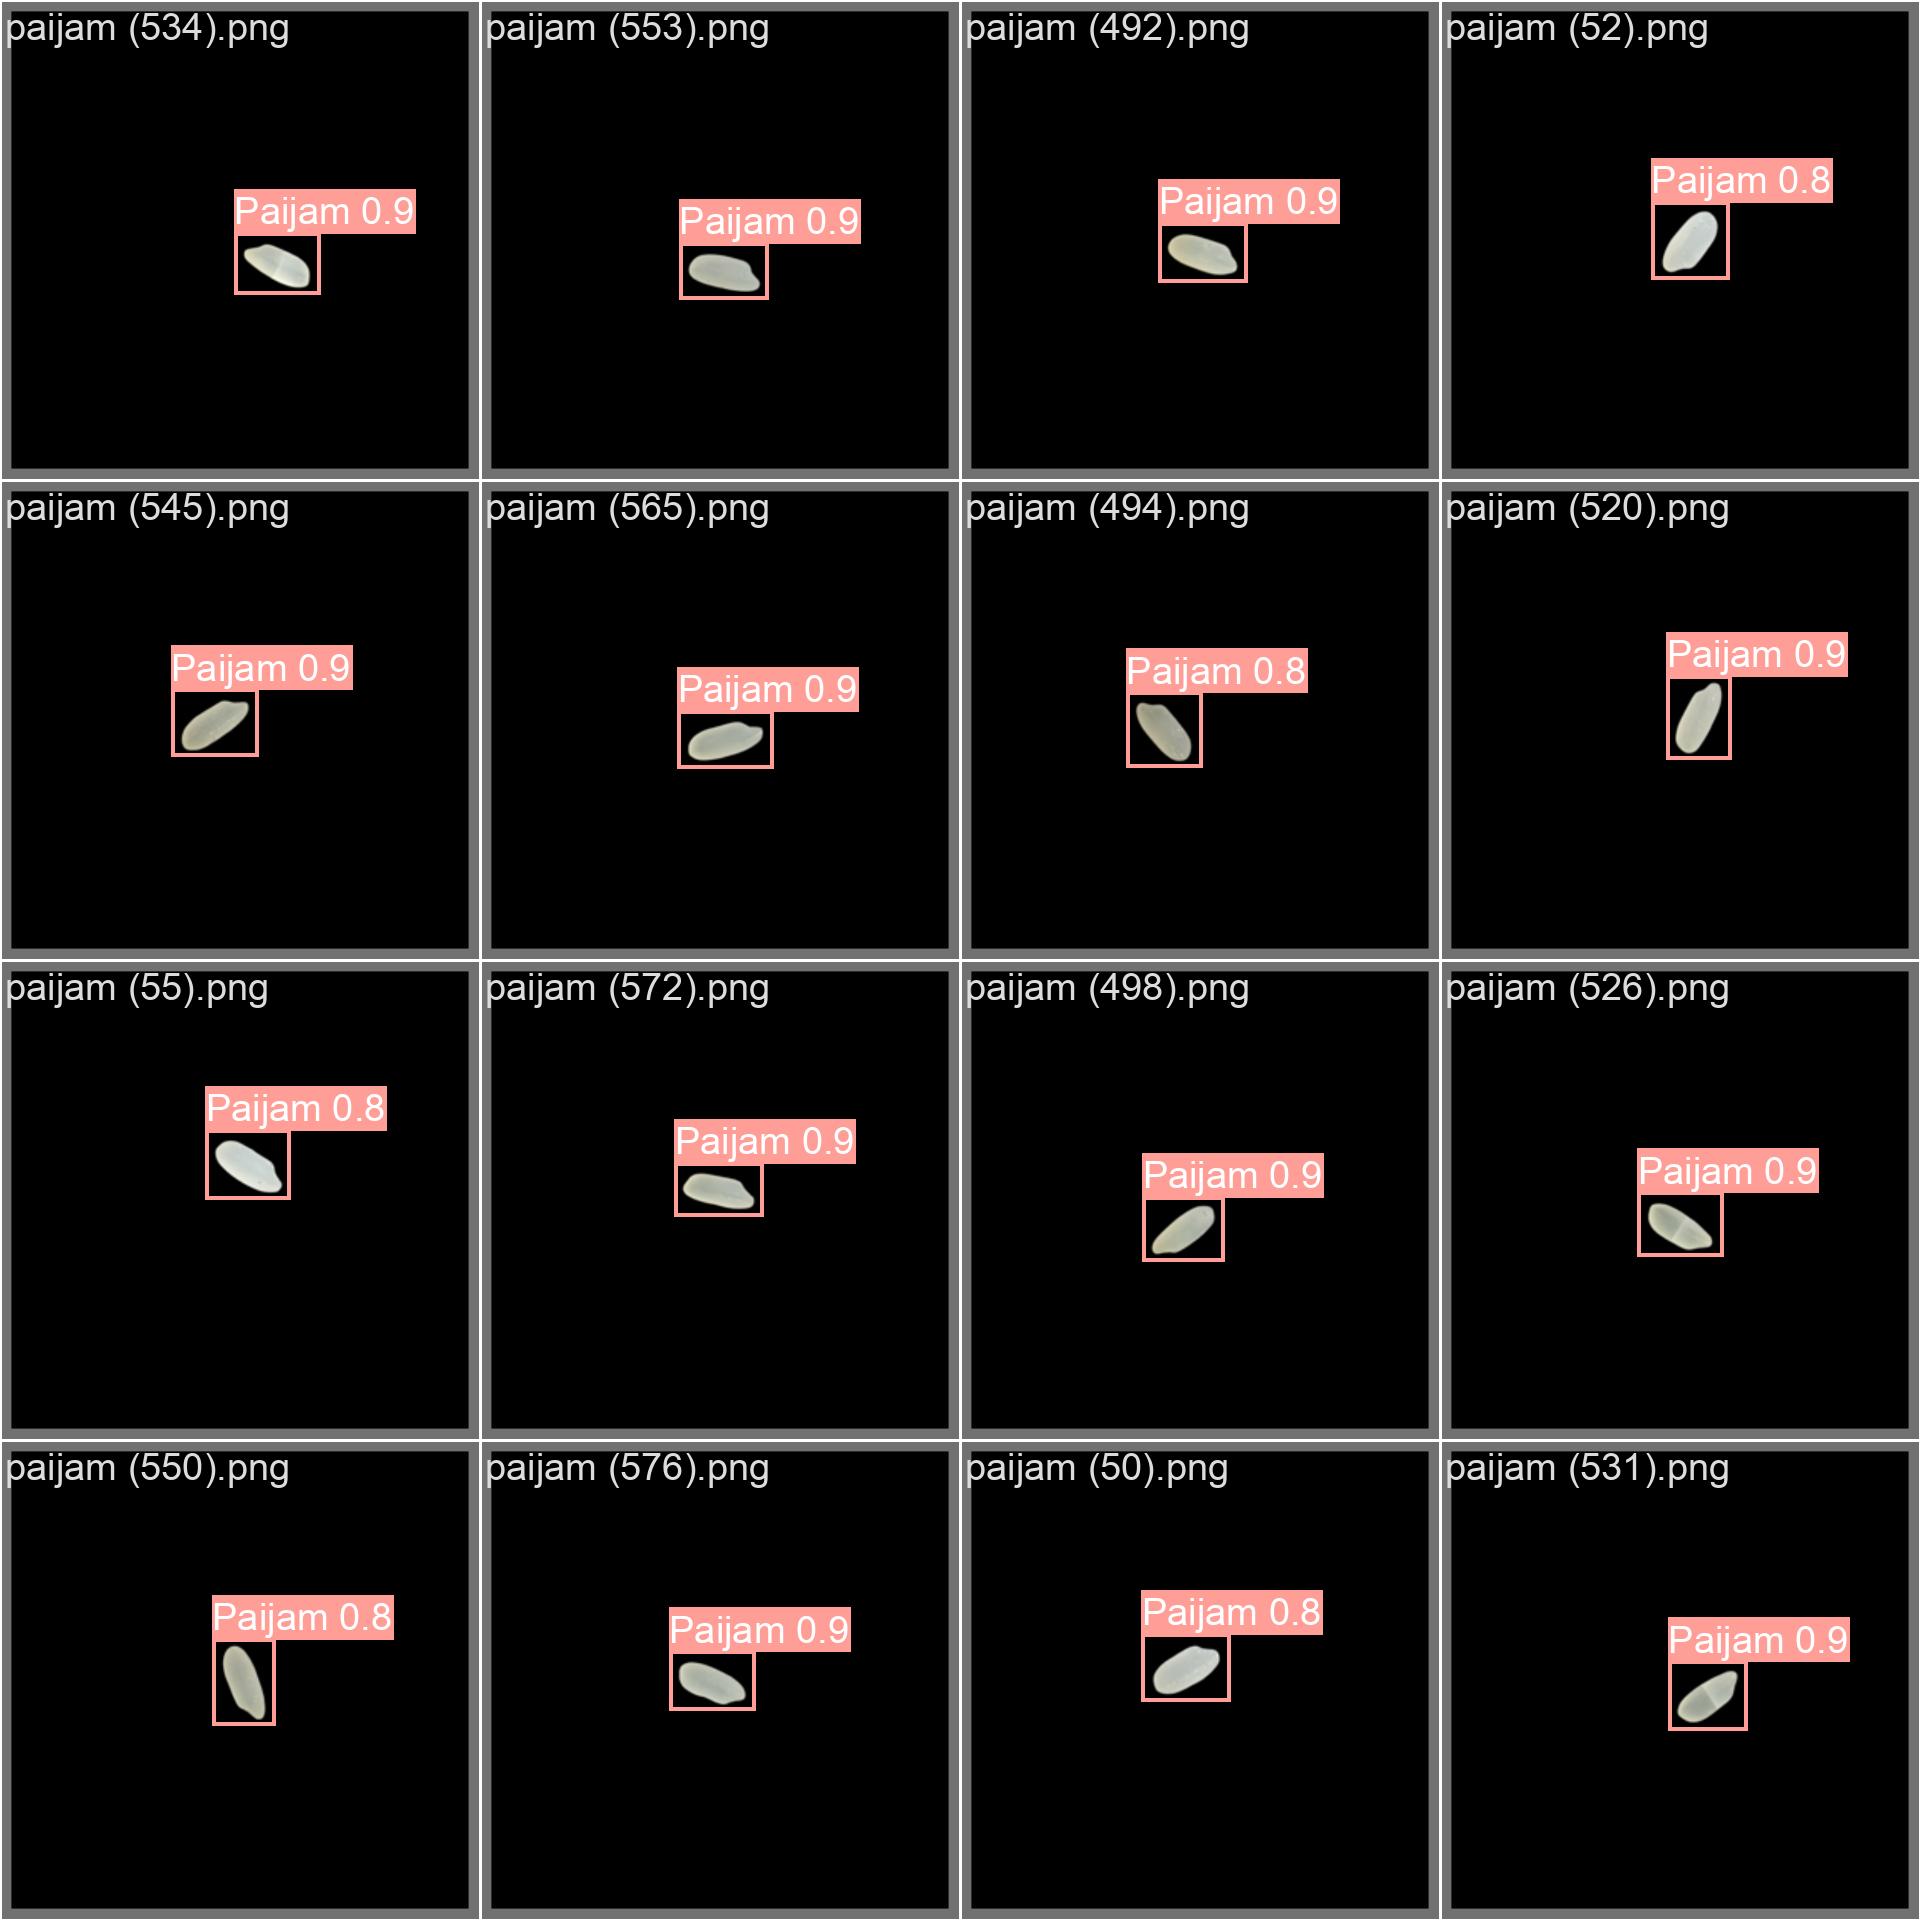 paijam (534).png
Paijam 0.9
paijam (553).png
Paijam 0.9
paijam (492).png
Paijam 0.9
paijam (52).png
Paijam 0.8
paijam (545).png
Paijam 0.9
paijam (565).png
Paijam 0.9
paijam (494).png
Paijam 0.8
paijam (520).png
Paijam 0.9
paijam (55).png
Paijam 0.8
paijam (572).png
Paijam 0.9
paijam (498).png
Paijam 0.9
paijam (526).png
Paijam 0.9
paijam (550).png
Paijam 0.8
paijam (576).png
Paijam 0.9
paijam (50).png
Paijam 0.8
paijam (531).png
Paijam 0.9